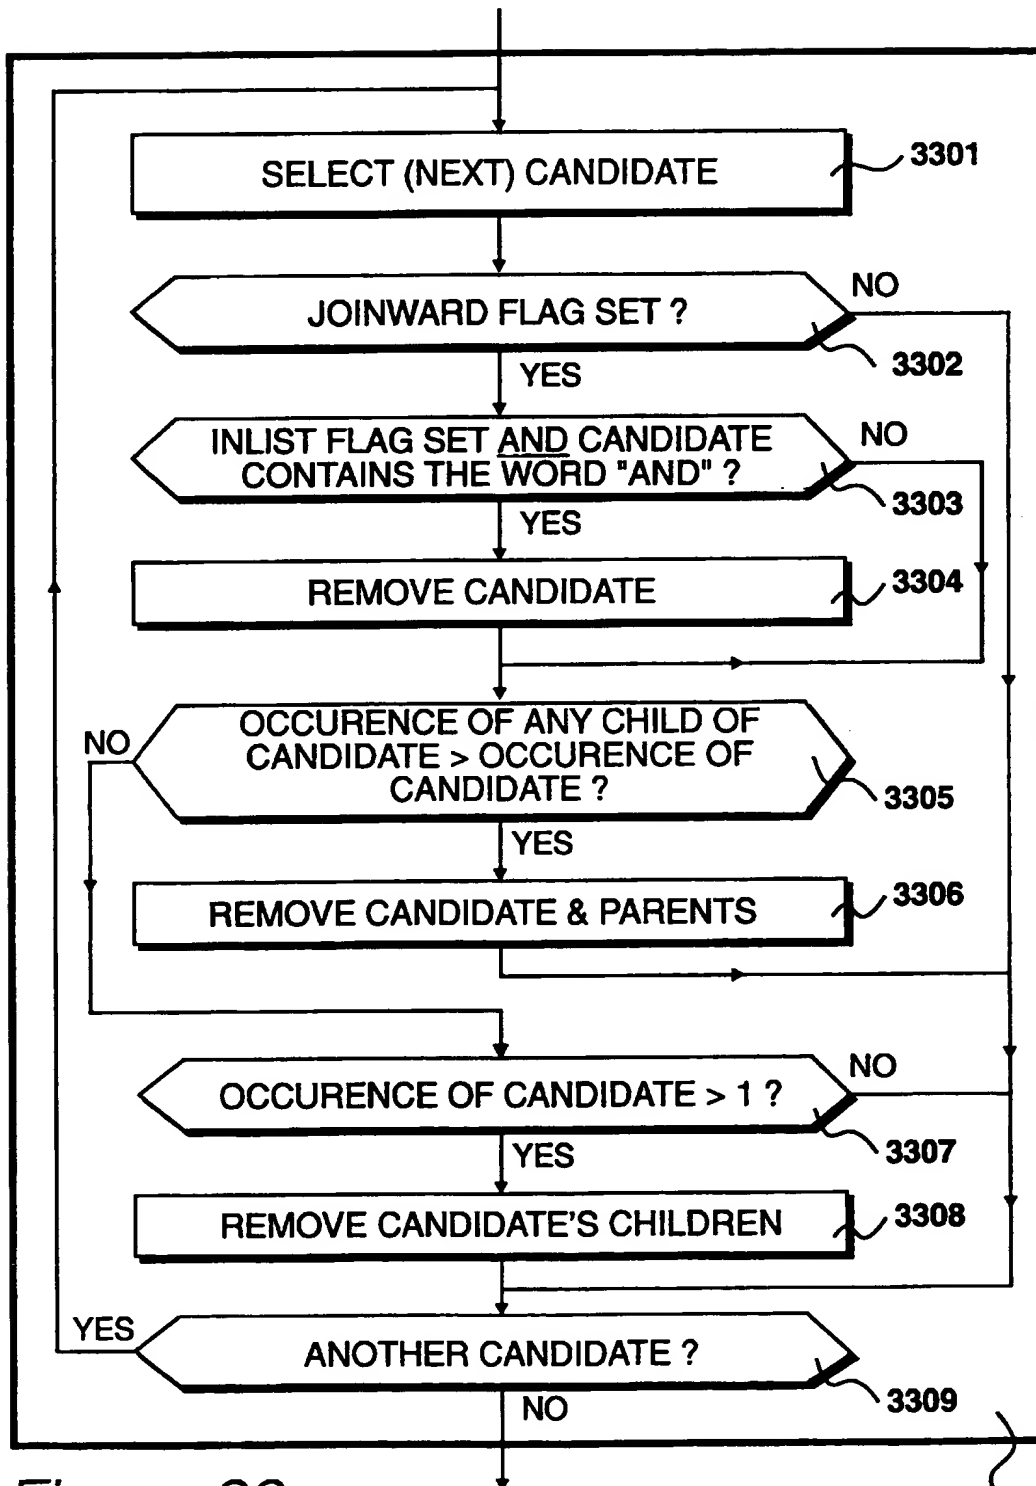 SELECT (NEXT) CANDIDATE
3301
JOINWARD FLAG SET ?
NO
3302
YES
INLIST FLAG SET AND CANDIDATE
CONTAINS THE WORD "AND" ?
NO
3303
YES
REMOVE CANDIDATE
3304
OCCURENCE OF ANY CHILD OF
CANDIDATE > OCCURENCE OF
CANDIDATE ?
NO
3305
YES
REMOVE CANDIDATE & PARENTS
3306
OCCURENCE OF CANDIDATE > 1 ?
NO
3307
YES
REMOVE CANDIDATE'S CHILDREN
3308
YES
ANOTHER CANDIDATE ?
3309
NO